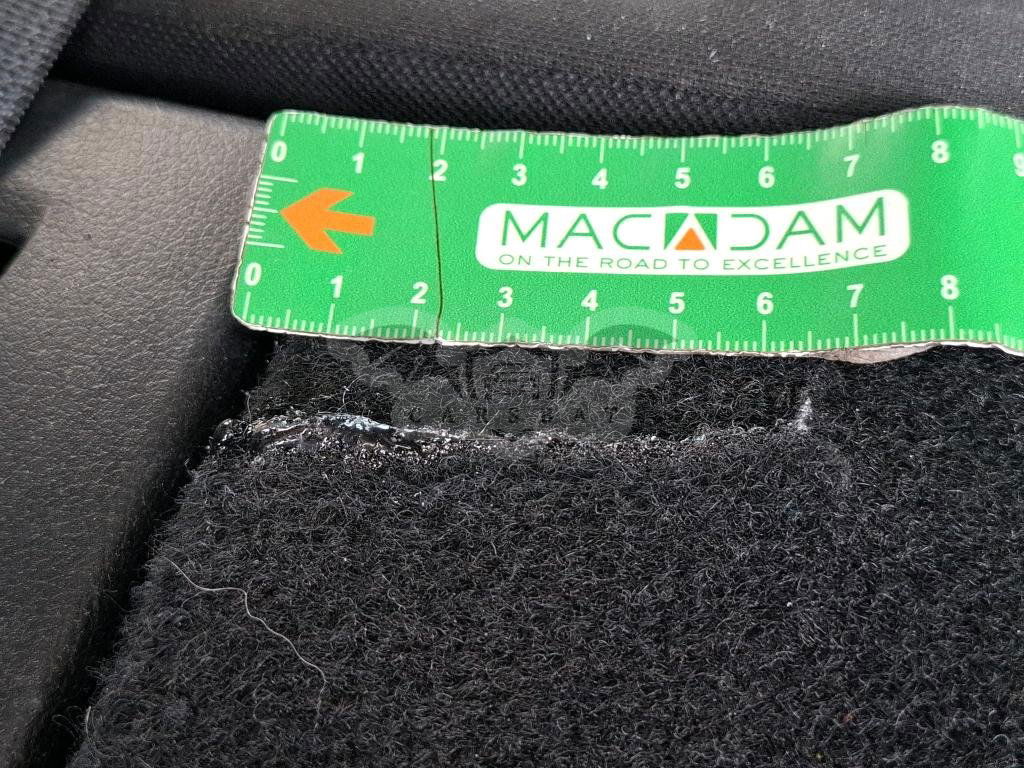 0 1 2 3 4 5 6 7 8 9
MACADAM
ON THE ROAD TO EXCELLENCE
0 1 2 3 4 5 6 7 8